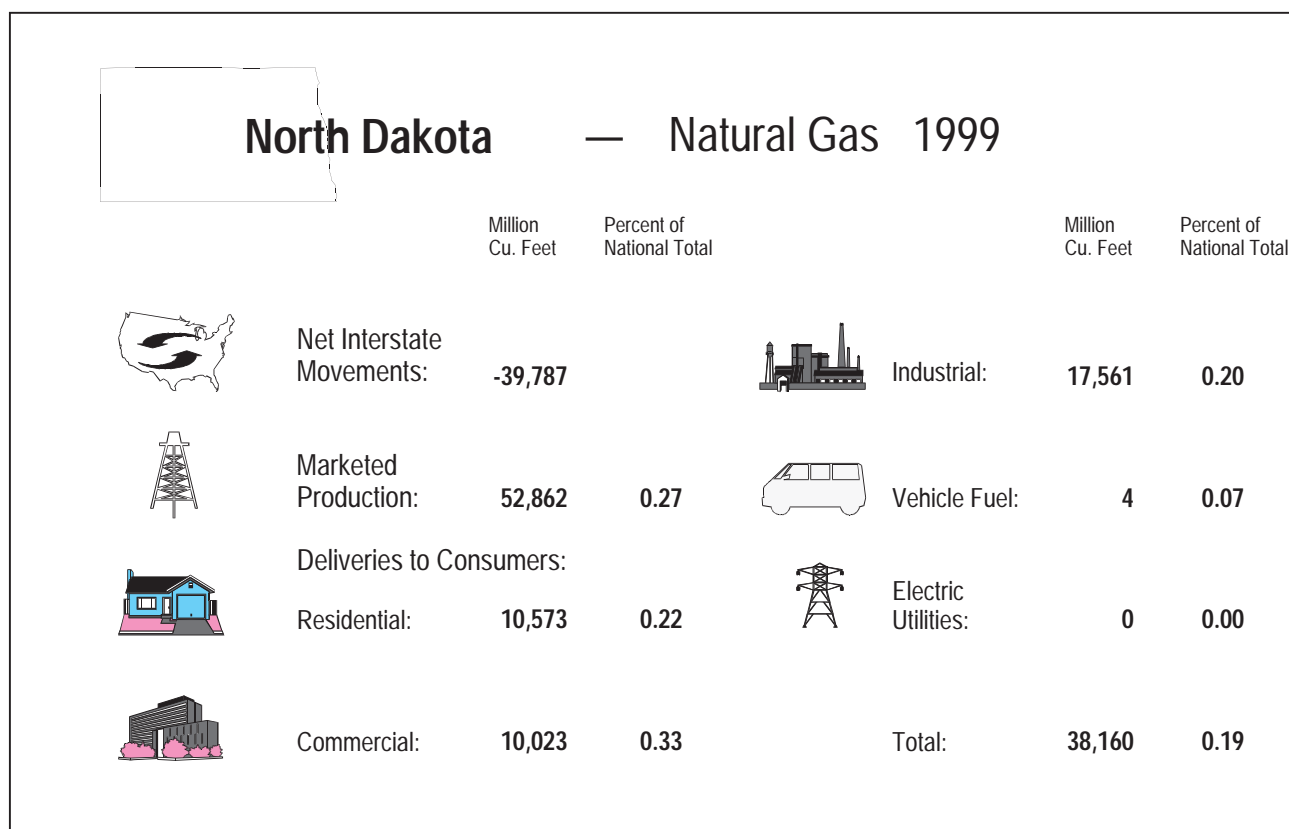 North Dakota — Natural Gas 1999
Million Percent of
Cu. Feet National Total
Million Percent of
Cu. Feet National Total
Net Interstate
Movements: -39,787
Marketed
Production: 52,862 0.27
Deliveries to Consumers:
Residential: 10,573 0.22
Commercial: 10,023 0.33
Industrial: 17,561 0.20
Vehicle Fuel: 4 0.07
Electric
Utilities: 0 0.00
Total: 38,160 0.19